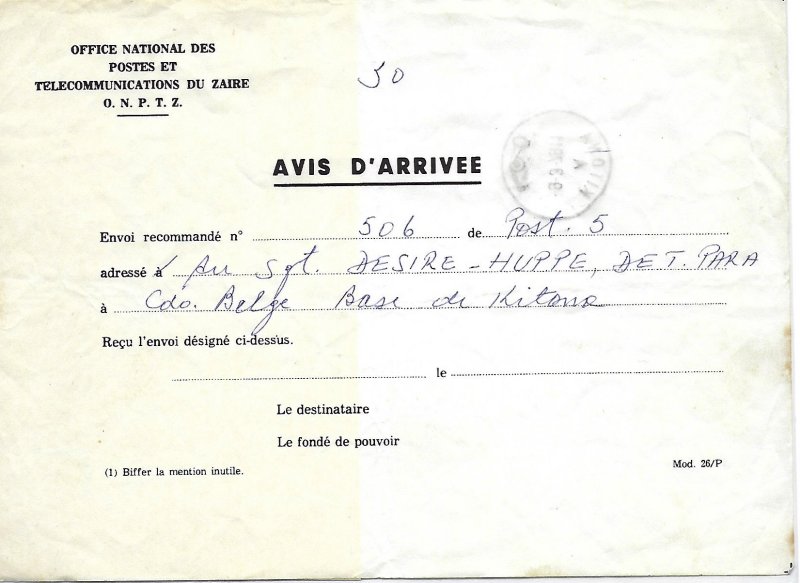 OFFICE NATIONAL DES
POSTES ET
TELECOMMUNICATIONS DU ZAIRE
O. N. P. T. Z.
50
AVIS D'ARRIVEE
Envoi recommandé n° 506 de Post. 5
adressé à Au Sgt. DESIRE-HUPPE, DET. PARA
à Cdo. Belge Base de Kitona
Reçu l'envoi désigné ci-dessus.
le
Le destinataire
Le fondé de pouvoir
(1) Biffer la mention inutile.
Mod. 26/P